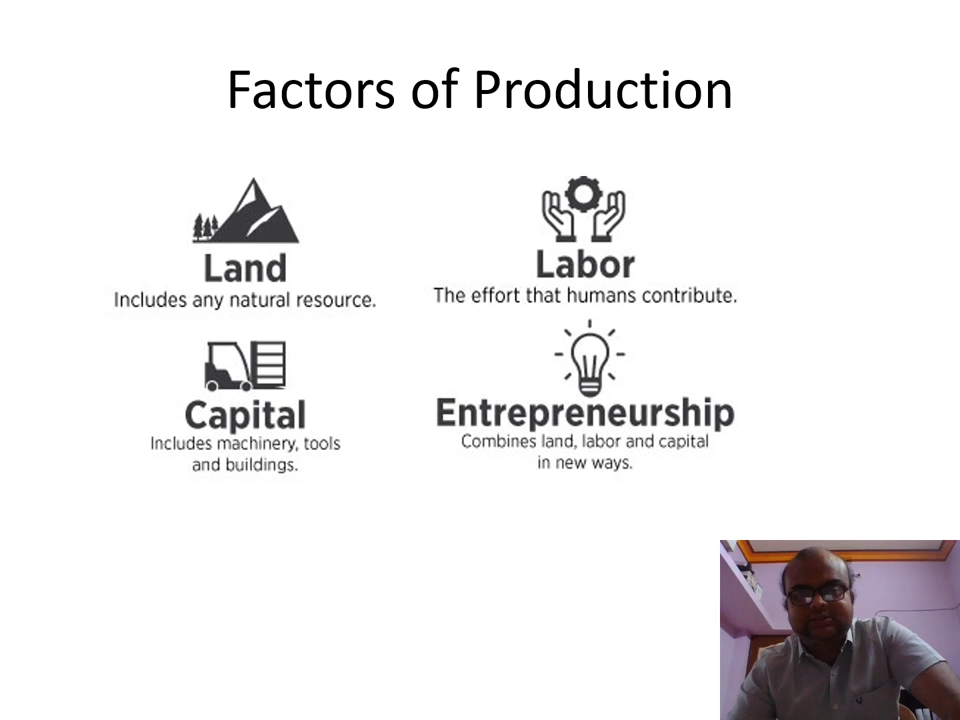 Factors of Production
Land
Includes any natural resource.
Labor
The effort that humans contribute.
Capital
Includes machinery, tools
and buildings.
Entrepreneurship
Combines land, labor and capital
in new ways.